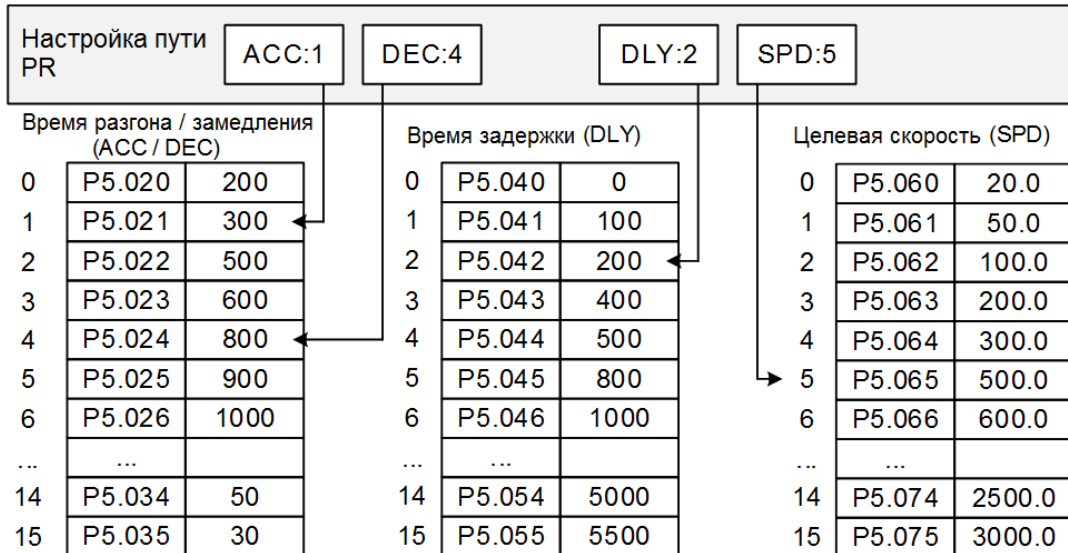 Настройка пути
PR
ACC:1 DEC:4 DLY:2 SPD:5
Время разгона / замедления
(ACC / DEC)
Время задержки (DLY)
Целевая скорость (SPD)
0 P5.020 200 0 P5.040 0 0 P5.060 20.0
1 P5.021 300 1 P5.041 100 1 P5.061 50.0
2 P5.022 500 2 P5.042 200 2 P5.062 100.0
3 P5.023 600 3 P5.043 400 3 P5.063 200.0
4 P5.024 800 4 P5.044 500 4 P5.064 300.0
5 P5.025 900 5 P5.045 800 5 P5.065 500.0
6 P5.026 1000 6 P5.046 1000 6 P5.066 600.0
... ... ... ... ... ...
14 P5.034 50 14 P5.054 5000 14 P5.074 2500.0
15 P5.035 30 15 P5.055 5500 15 P5.075 3000.0